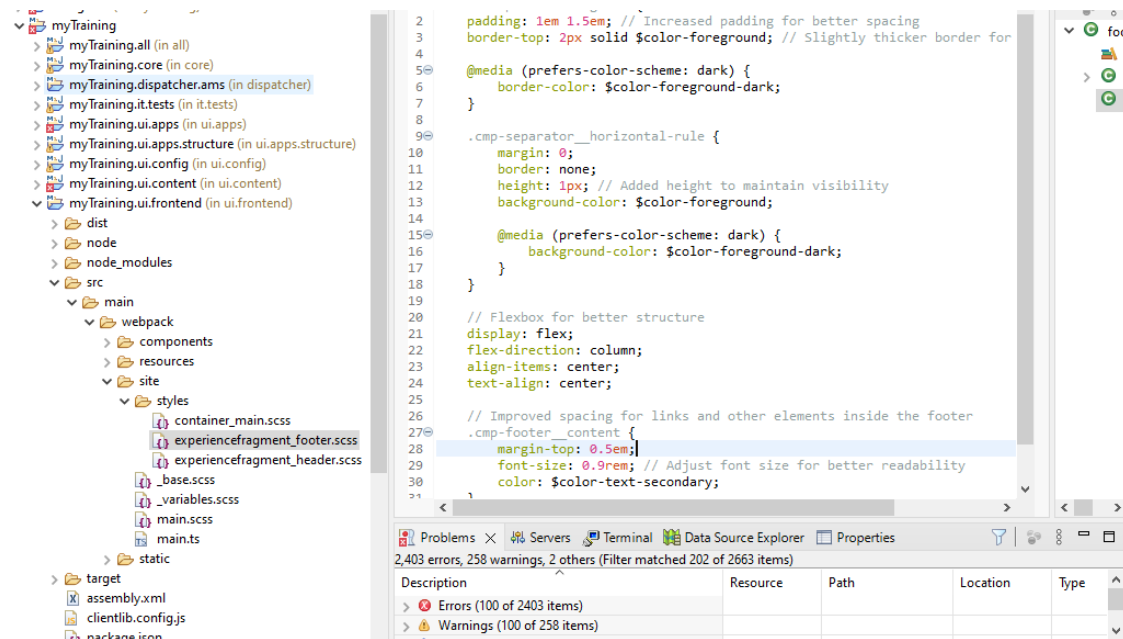 myTraining
myTraining.all (in all)
myTraining.core (in core)
myTraining.dispatcher.ams (in dispatcher)
myTraining.it.tests (in it.tests)
myTraining.ui.apps (in ui.apps)
myTraining.ui.apps.structure (in ui.apps.structure)
myTraining.ui.config (in ui.config)
myTraining.ui.content (in ui.content)
myTraining.ui.frontend (in ui.frontend)
dist
node
node_modules
src
main
webpack
components
resources
site
styles
container_main.scss
experiencefragment_footer.scss
experiencefragment_header.scss
_base.scss
_variables.scss
main.scss
main.ts
static
target
assembly.xml
clientlib.config.js
package.json
2 padding: 1em 1.5em; // Increased padding for better spacing
3 border-top: 2px solid $color-foreground; // Slightly thicker border for
4
5 @media (prefers-color-scheme: dark) {
6 border-color: $color-foreground-dark;
7 }
8
9 .cmp-separator__horizontal-rule {
10 margin: 0;
11 border: none;
12 height: 1px; // Added height to maintain visibility
13 background-color: $color-foreground;
14
15 @media (prefers-color-scheme: dark) {
16 background-color: $color-foreground-dark;
17 }
18 }
19
20 // Flexbox for better structure
21 display: flex;
22 flex-direction: column;
23 align-items: center;
24 text-align: center;
25
26 // Improved spacing for links and other elements inside the footer
27 .cmp-footer__content {
28 margin-top: 0.5em;
29 font-size: 0.9rem; // Adjust font size for better readability
30 color: $color-text-secondary;
31 }
foo
Problems Servers Terminal Data Source Explorer Properties
2,403 errors, 258 warnings, 2 others (Filter matched 202 of 2663 items)
Description Resource Path Location Type
Errors (100 of 2403 items)
Warnings (100 of 258 items)